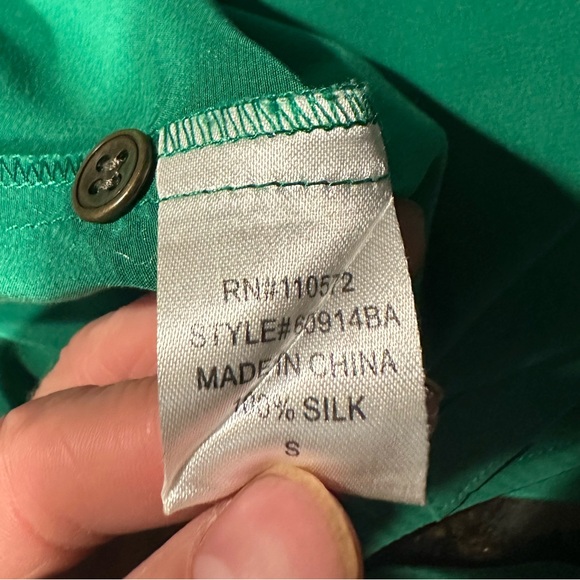 RN#110572
STYLE#60914BA
MADE IN CHINA
100% SILK
S